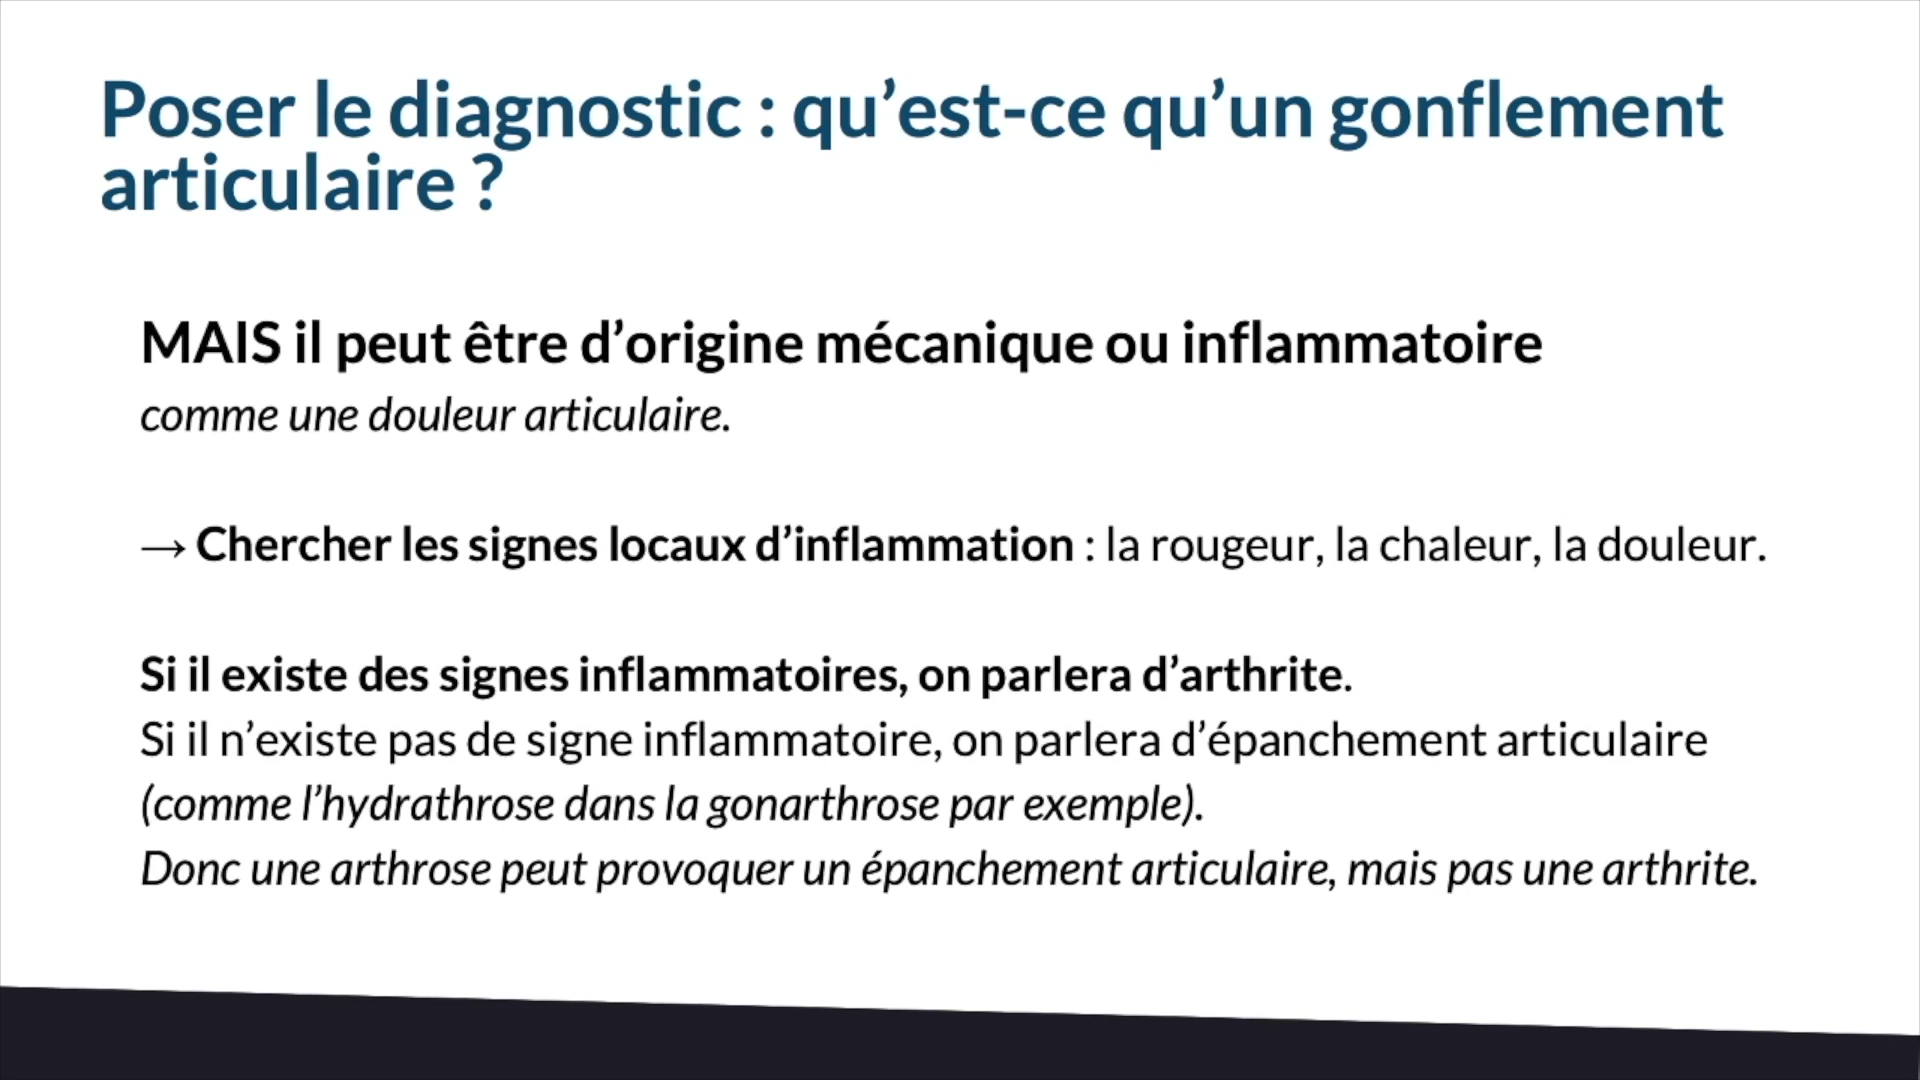 Poser le diagnostic : qu’est-ce qu’un gonflement
articulaire ?
MAIS il peut être d’origine mécanique ou inflammatoire
comme une douleur articulaire.
→ Chercher les signes locaux d’inflammation : la rougeur, la chaleur, la douleur.
Si il existe des signes inflammatoires, on parlera d’arthrite.
Si il n’existe pas de signe inflammatoire, on parlera d’épanchement articulaire
(comme l’hydrathrose dans la gonarthrose par exemple).
Donc une arthrose peut provoquer un épanchement articulaire, mais pas une arthrite.